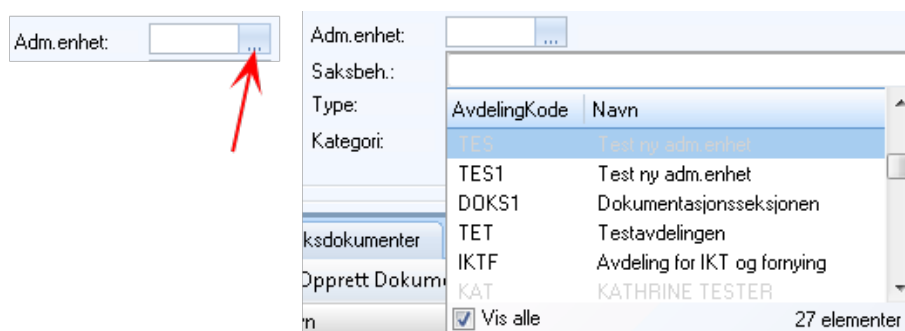 Adm.enhet:
...
Adm.enhet:
...
Saksbeh.:
Type:
Kategori:
AvdelingKode Navn
TES Test ny adm.enhet
TES1 Test ny adm.enhet
DOKS1 Dokumentasjonsseksjonen
TET Testavdelingen
IKTF Avdeling for IKT og fornying
KAT KATHRINE TESTER
Vis alle 27 elementer
ksdokumenter
Opprett Dokume
n